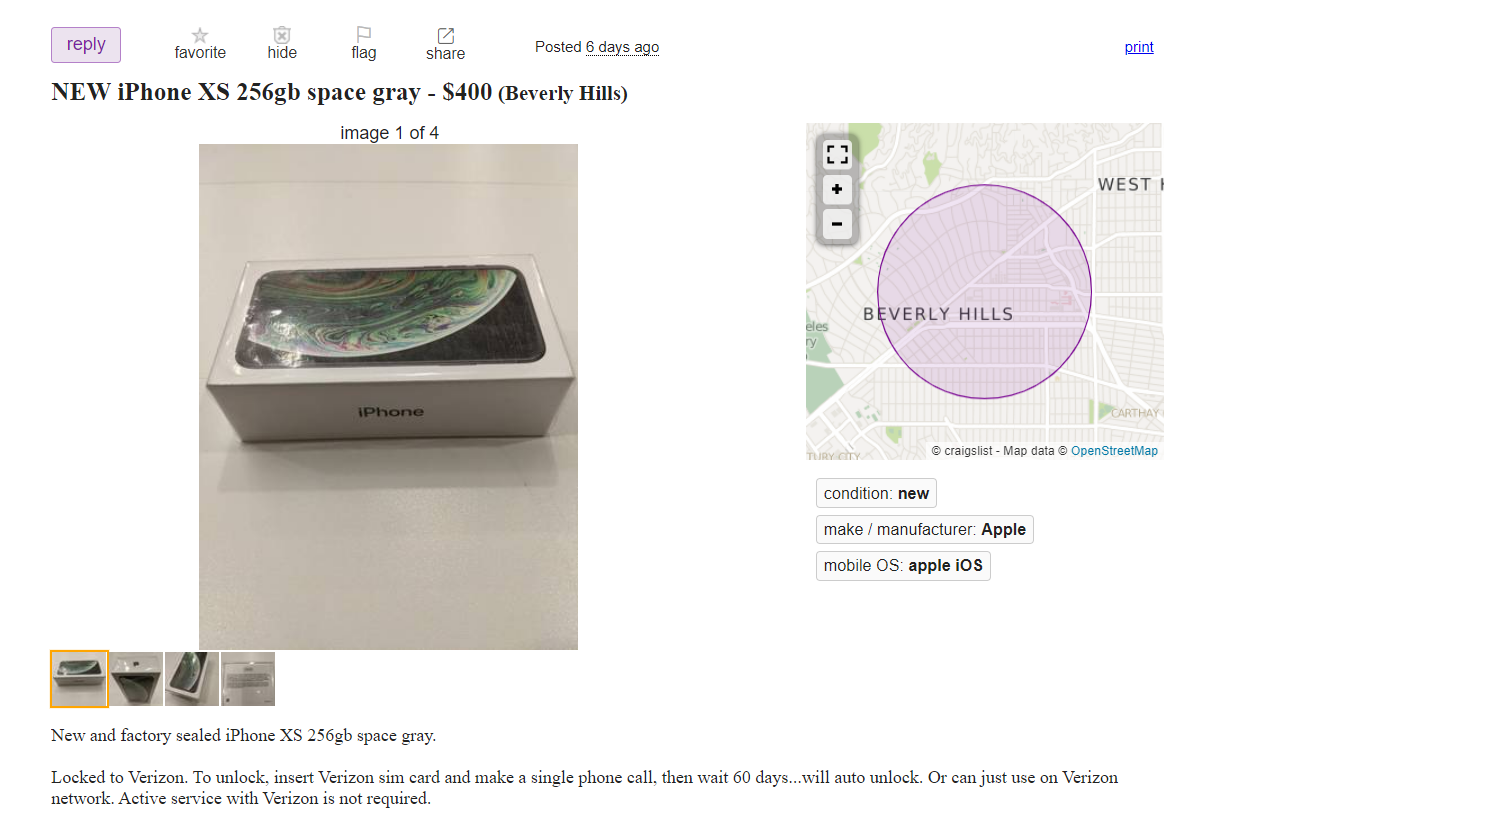 reply
favorite
hide
flag
share
Posted 6 days ago
print
NEW iPhone XS 256gb space gray - $400 (Beverly Hills)
image 1 of 4
iPhone
+
-
WEST H
BEVERLY HILLS
eles
ry
CARTHAY
TURY CITY
© craigslist - Map data © OpenStreetMap
condition: new
make / manufacturer: Apple
mobile OS: apple iOS
New and factory sealed iPhone XS 256gb space gray.
Locked to Verizon. To unlock, insert Verizon sim card and make a single phone call, then wait 60 days...will auto unlock. Or can just use on Verizon
network. Active service with Verizon is not required.